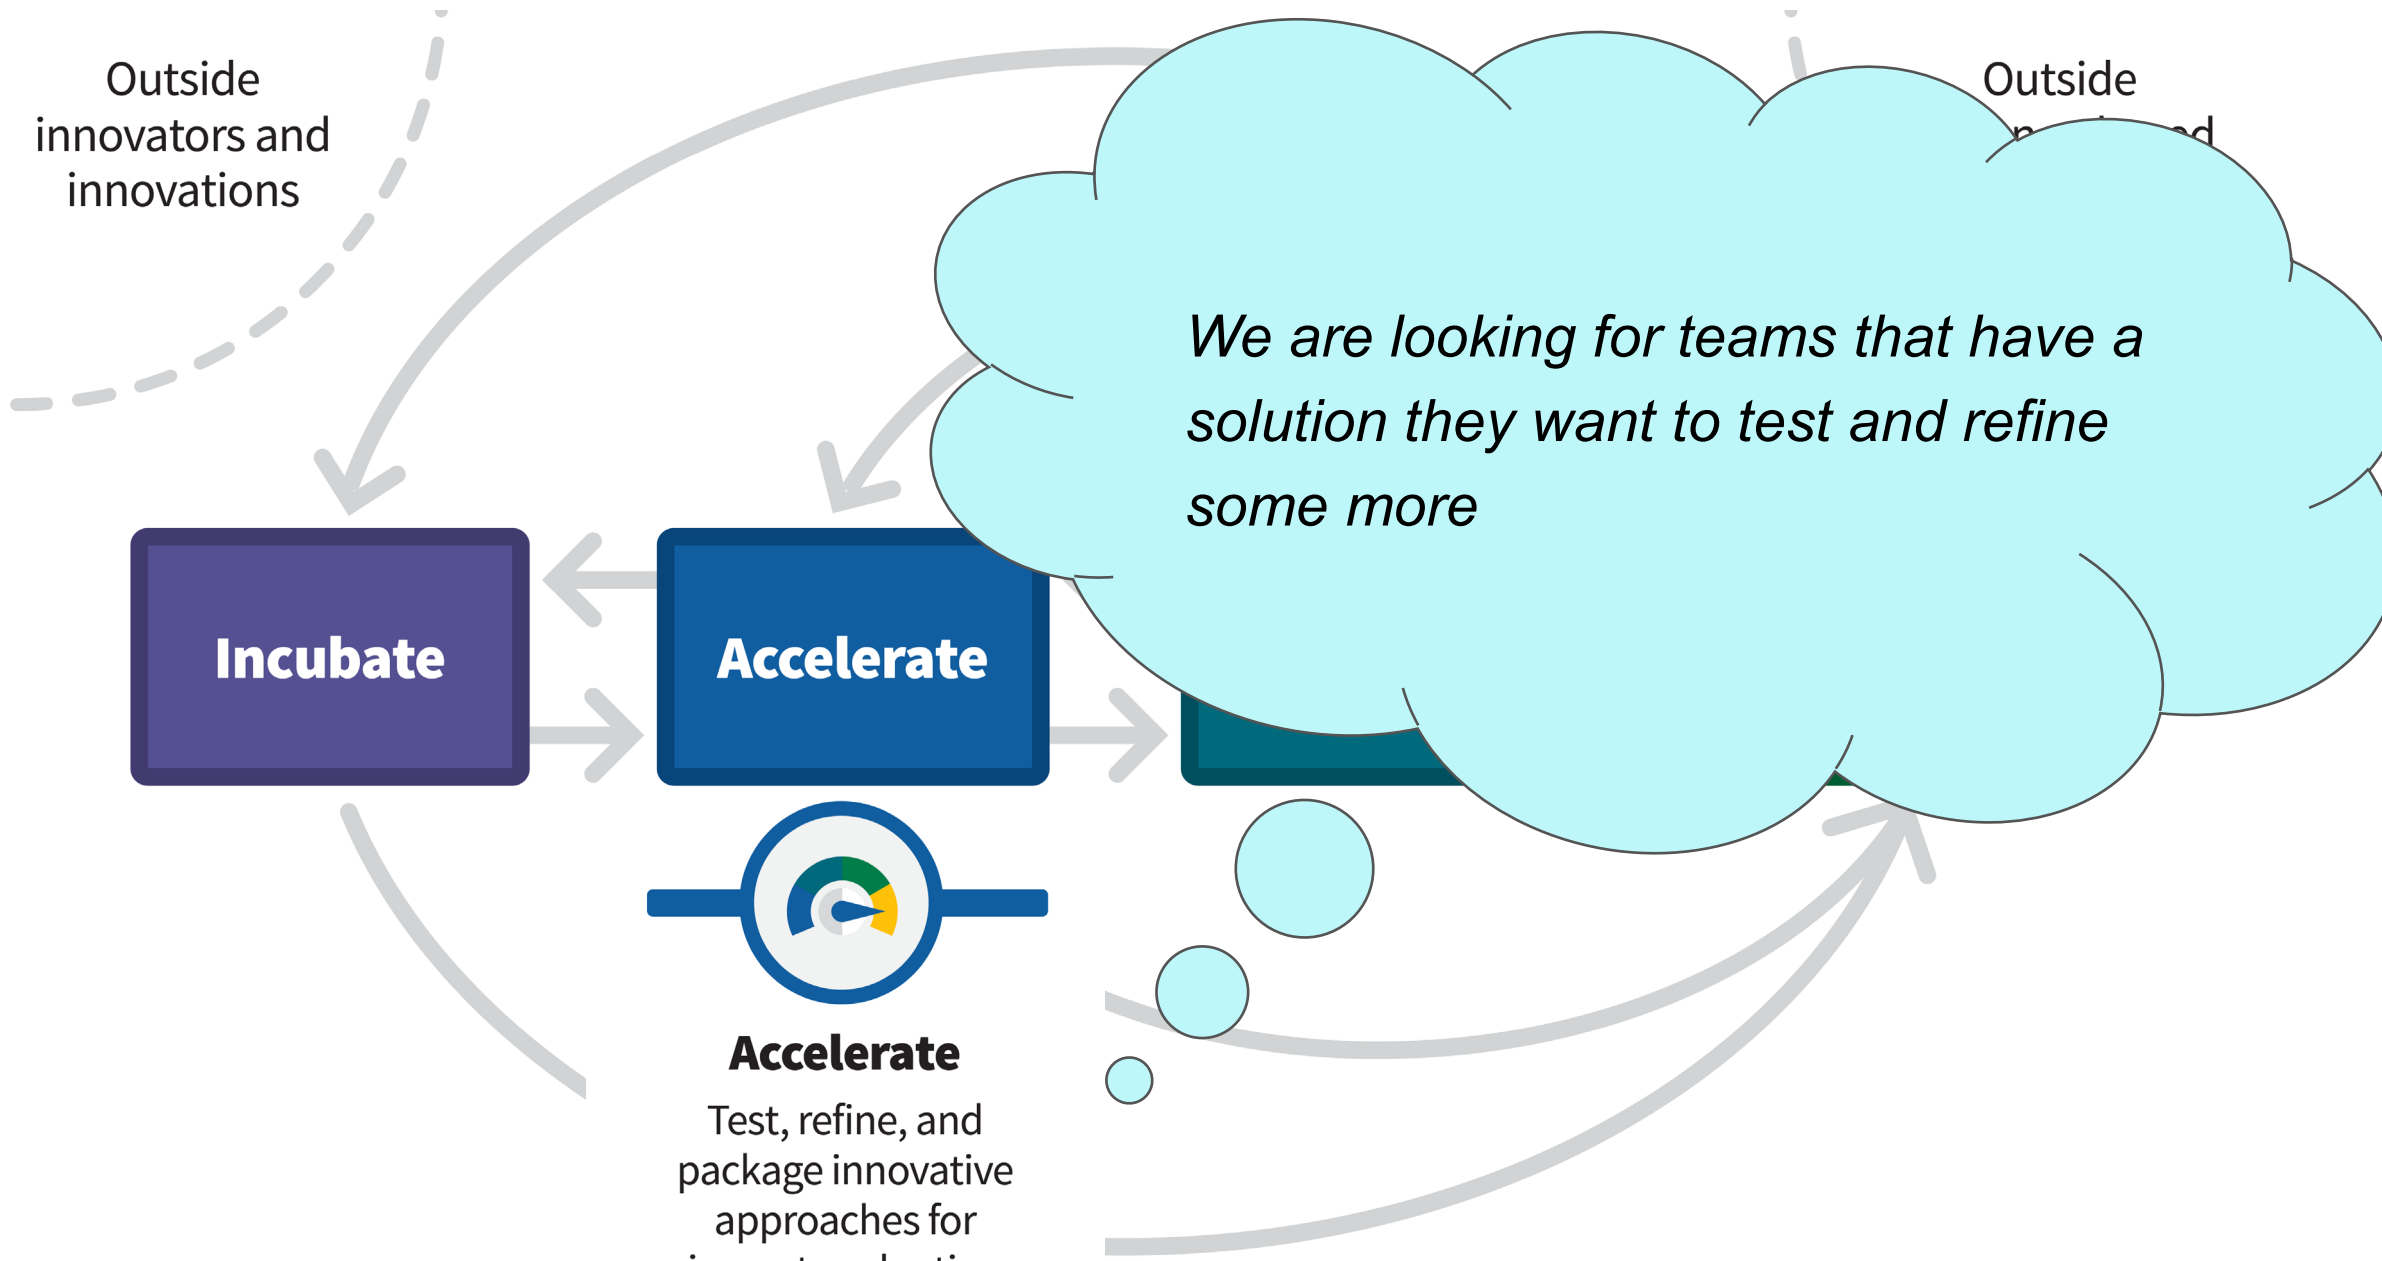 Outside
innovators and
innovations
Outside
We are looking for teams that have a
solution they want to test and refine
some more
Incubate
Accelerate
Accelerate
Test, refine, and
package innovative
approaches for